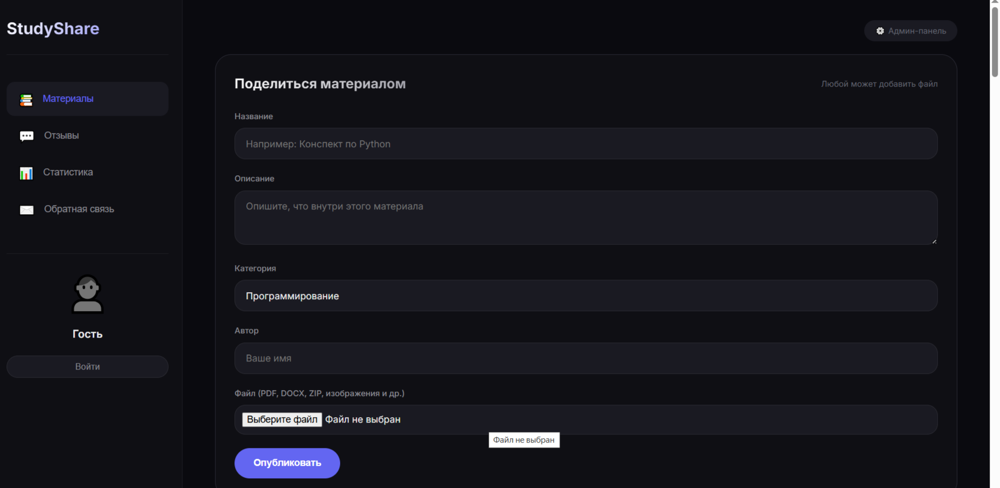 StudyShare
Админ-панель
Материалы
Отзывы
Статистика
Обратная связь
Гость
Войти
Поделиться материалом
Любой может добавить файл
Название
Например: Конспект по Python
Описание
Опишите, что внутри этого материала
Категория
Программирование
Автор
Ваше имя
Файл (PDF, DOCX, ZIP, изображения и др.)
Выберите файл Файл не выбран
Файл не выбран
Опубликовать